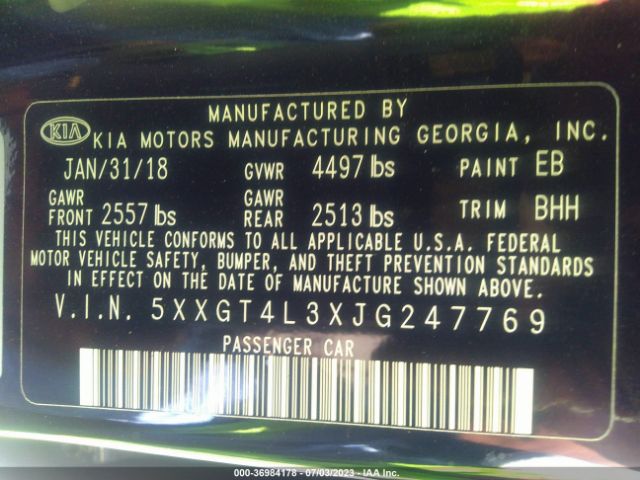 MANUFACTURED BY
KIA KIA MOTORS MANUFACTURING GEORGIA, INC.
JAN/31/18 GVWR 4497 lbs PAINT EB
GAWR FRONT 2557 lbs GAWR REAR 2513 lbs TRIM BHH
THIS VEHICLE CONFORMS TO ALL APPLICABLE U.S.A. FEDERAL
MOTOR VEHICLE SAFETY, BUMPER, AND THEFT PREVENTION STANDARDS
IN EFFECT ON THE DATE OF MANUFACTURE SHOWN ABOVE.
V.I.N. 5XXGT4L3XJG247769
PASSENGER CAR
000-36984178 - 07/03/2023 - IAA Inc.